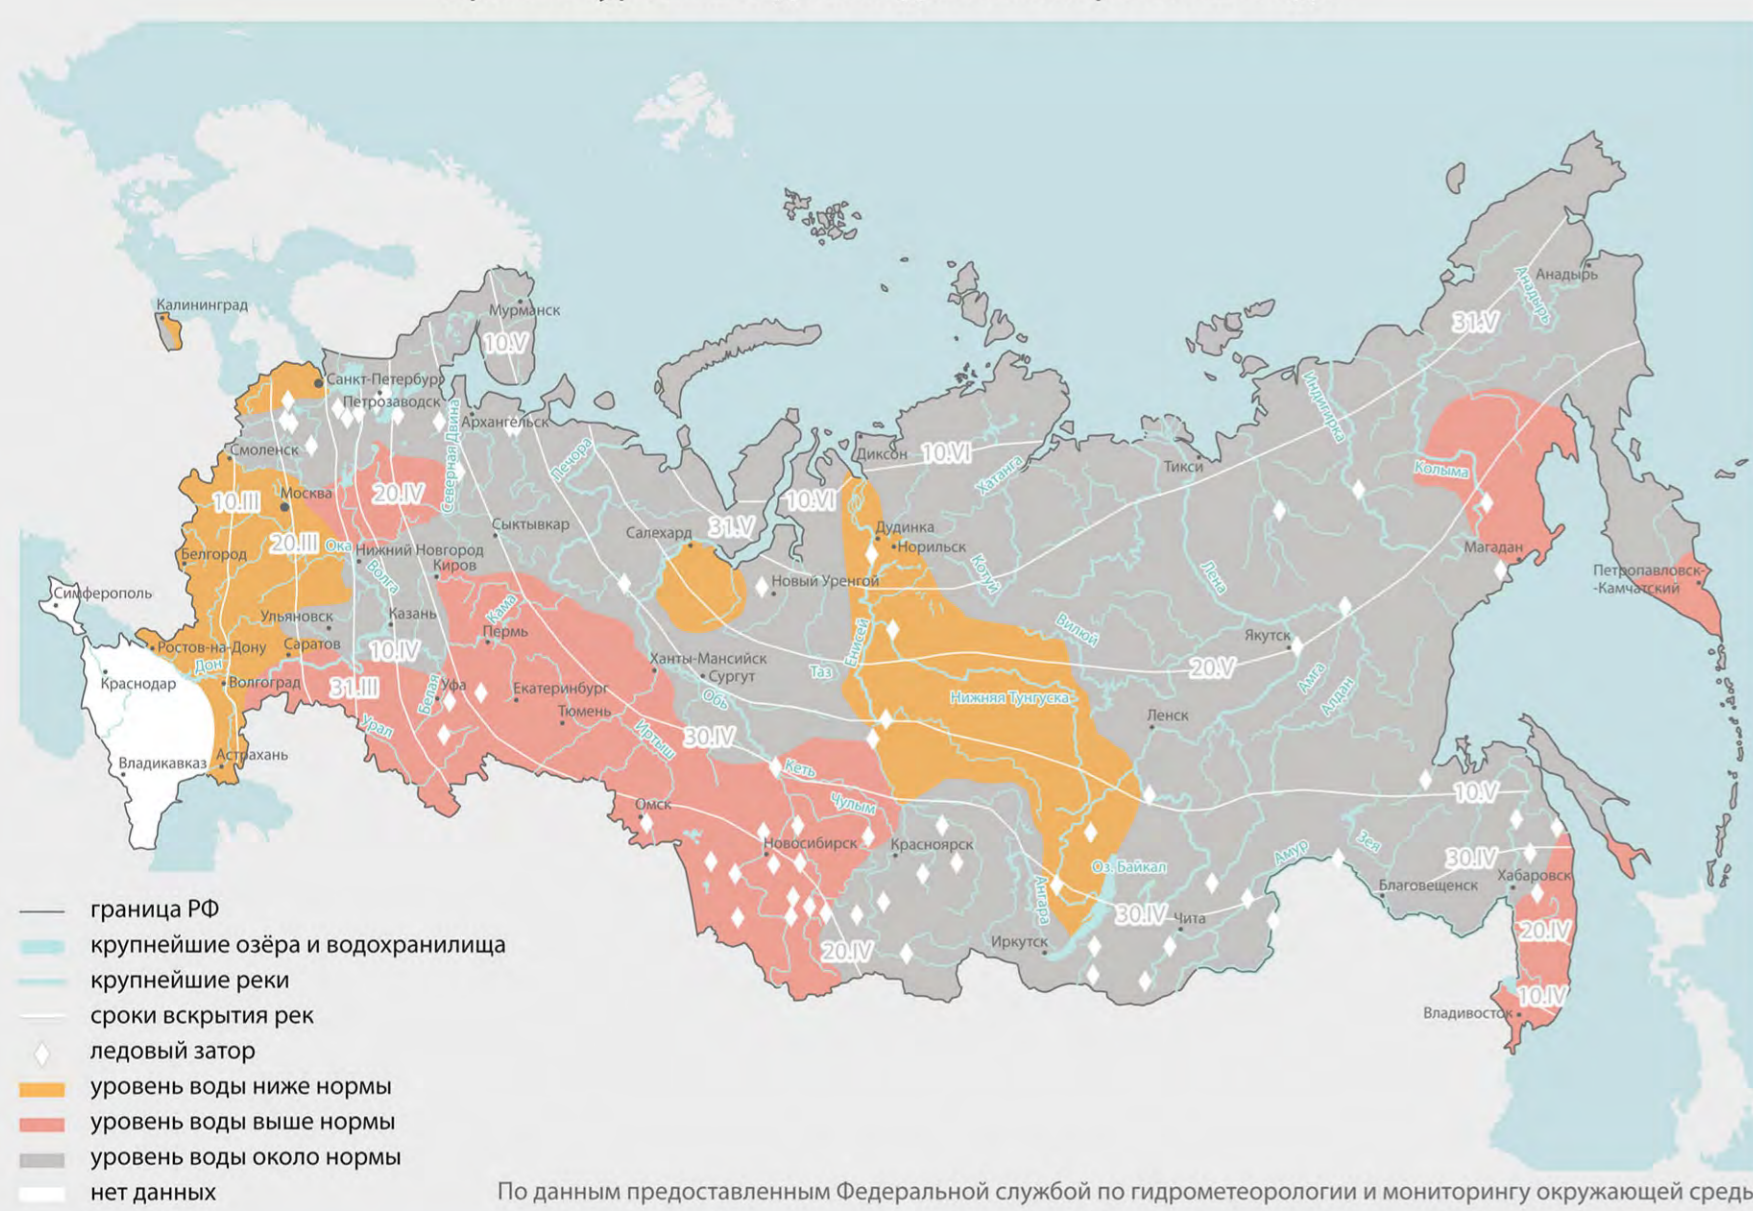 Калининград
Мурманск
10.V
Санкт-Петербург
Петрозаводск
Архангельск
Северная Двина
Печора
Смоленск
10.III
Москва
20.IV
20.III
Ока
Нижний Новгород
Белгород
Киров
Волга
Сыктывкар
Салехард
31.V
10.VI
Диксон
10.VI
Хатанга
Тикси
Индигирка
31.V
Анадырь
Анадырь
Колыма
Магадан
Петропавловск-
-Камчатский
Дудинка
Норильск
Новый Уренгой
Котуй
Лена
Вилюй
Якутск
20.V
Амга
Алдан
Симферополь
Ульяновск
Казань
Кама
Пермь
Ростов-на-Дону
Саратов
10.IV
Дон
Краснодар
Волгоград
31.III
Белая
Уфа
Екатеринбург
Тюмень
Ханты-Мансийск
Сургут
Обь
Таз
Енисей
Нижняя Тунгуска
Ленск
Урал
Иртыш
30.IV
Владикавказ
Астрахань
Кеть
Чулым
Омск
Новосибирск
Красноярск
10.V
Зея
30.IV
Амур
Оз. Байкал
Ангара
30.IV
Чита
Благовещенск
Хабаровск
20.IV
Иркутск
20.IV
10.IV
Владивосток
граница РФ
крупнейшие озёра и водохранилища
крупнейшие реки
сроки вскрытия рек
ледовый затор
уровень воды ниже нормы
уровень воды выше нормы
уровень воды около нормы
нет данных
По данным предоставленным Федеральной службой по гидрометеорологии и мониторингу окружающей среды